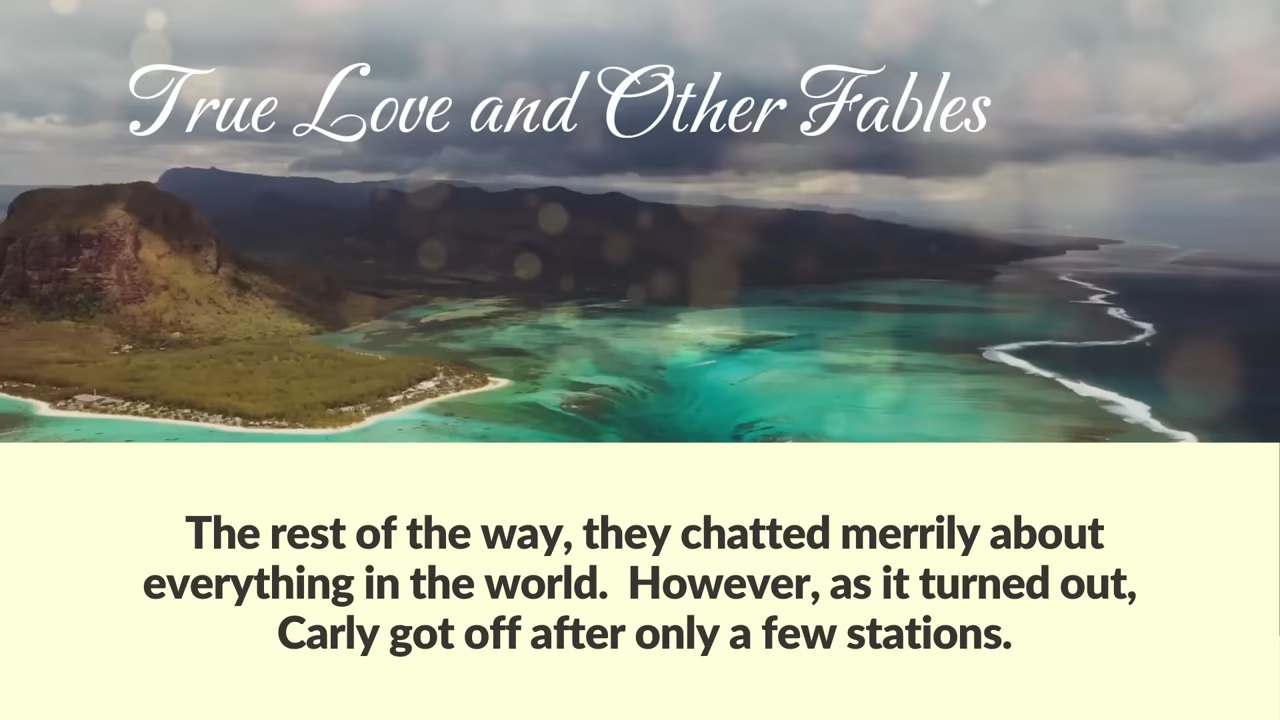 True Love and Other Fables
The rest of the way, they chatted merrily about
everything in the world.  However, as it turned out,
Carly got off after only a few stations.